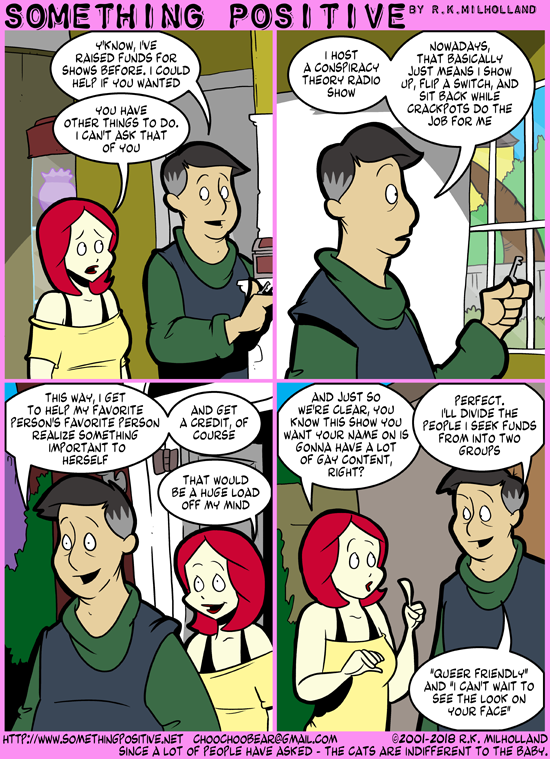 SOMETHING POSITIVE BY R.K.MILHOLLAND
Y'KNOW, I'VE
RAISED FUNDS FOR
SHOWS BEFORE. I COULD
HELP IF YOU WANTED
YOU HAVE
OTHER THINGS TO DO.
I CAN'T ASK THAT
OF YOU
I HOST
A CONSPIRACY
THEORY RADIO
SHOW
NOWADAYS,
THAT BASICALLY
JUST MEANS I SHOW
UP, FLIP A SWITCH, AND
SIT BACK WHILE
CRACKPOTS DO THE
JOB FOR ME
THIS WAY, I GET
TO HELP MY FAVORITE
PERSON'S FAVORITE PERSON
REALIZE SOMETHING
IMPORTANT TO
HERSELF
AND GET
A CREDIT, OF
COURSE
THAT WOULD
BE A HUGE LOAD
OFF MY MIND
AND JUST SO
WE'RE CLEAR, YOU
KNOW THIS SHOW YOU
WANT YOUR NAME ON IS
GONNA HAVE A LOT
OF GAY CONTENT,
RIGHT?
PERFECT.
I'LL DIVIDE THE
PEOPLE I SEEK FUNDS
FROM INTO TWO
GROUPS
"QUEER FRIENDLY"
AND "I CAN'T WAIT TO
SEE THE LOOK ON
YOUR FACE"
HTTP://WWW.SOMETHINGPOSITIVE.NET CHOOCHOOBEAR@GMAIL.COM ©2001-2018 R.K. MILHOLLAND
SINCE A LOT OF PEOPLE HAVE ASKED - THE CATS ARE INDIFFERENT TO THE BABY.